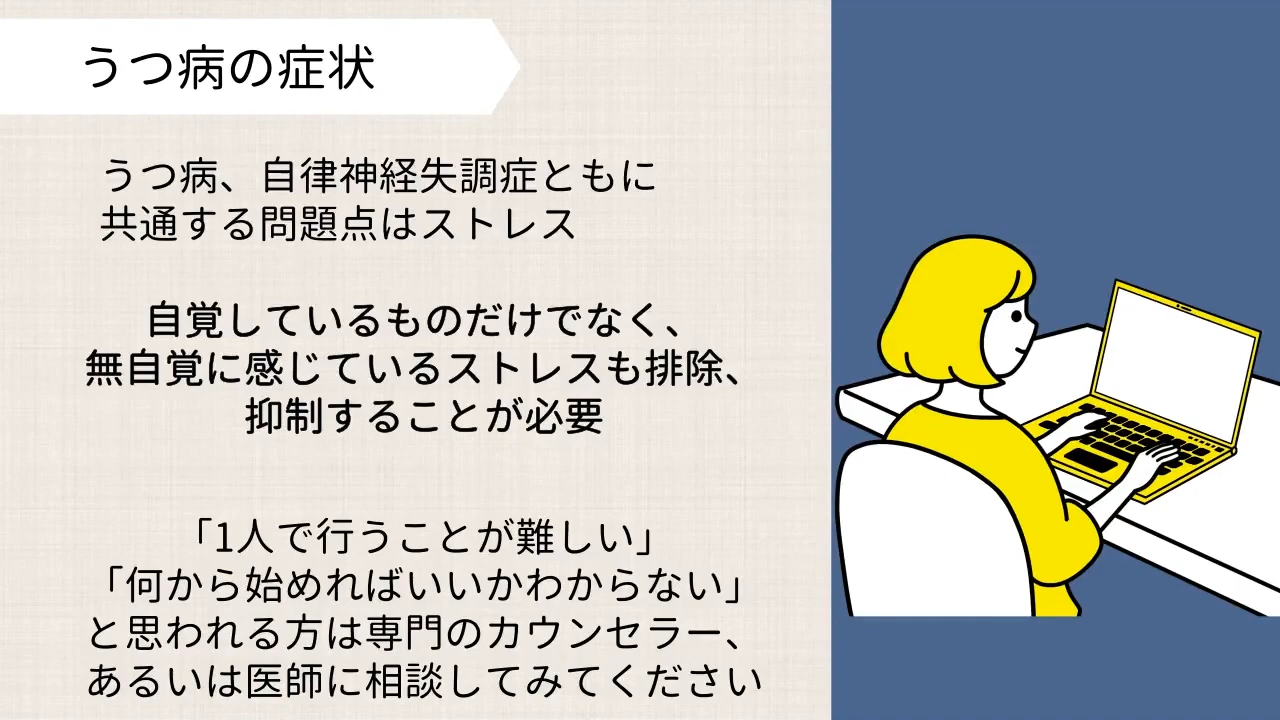 うつ病の症状
うつ病、自律神経失調症ともに
共通する問題点はストレス
自覚しているものだけでなく、
無自覚に感じているストレスも排除、
抑制することが必要
「1人で行うことが難しい」
「何から始めればいいかわからない」
と思われる方は専門のカウンセラー、
あるいは医師に相談してみてください